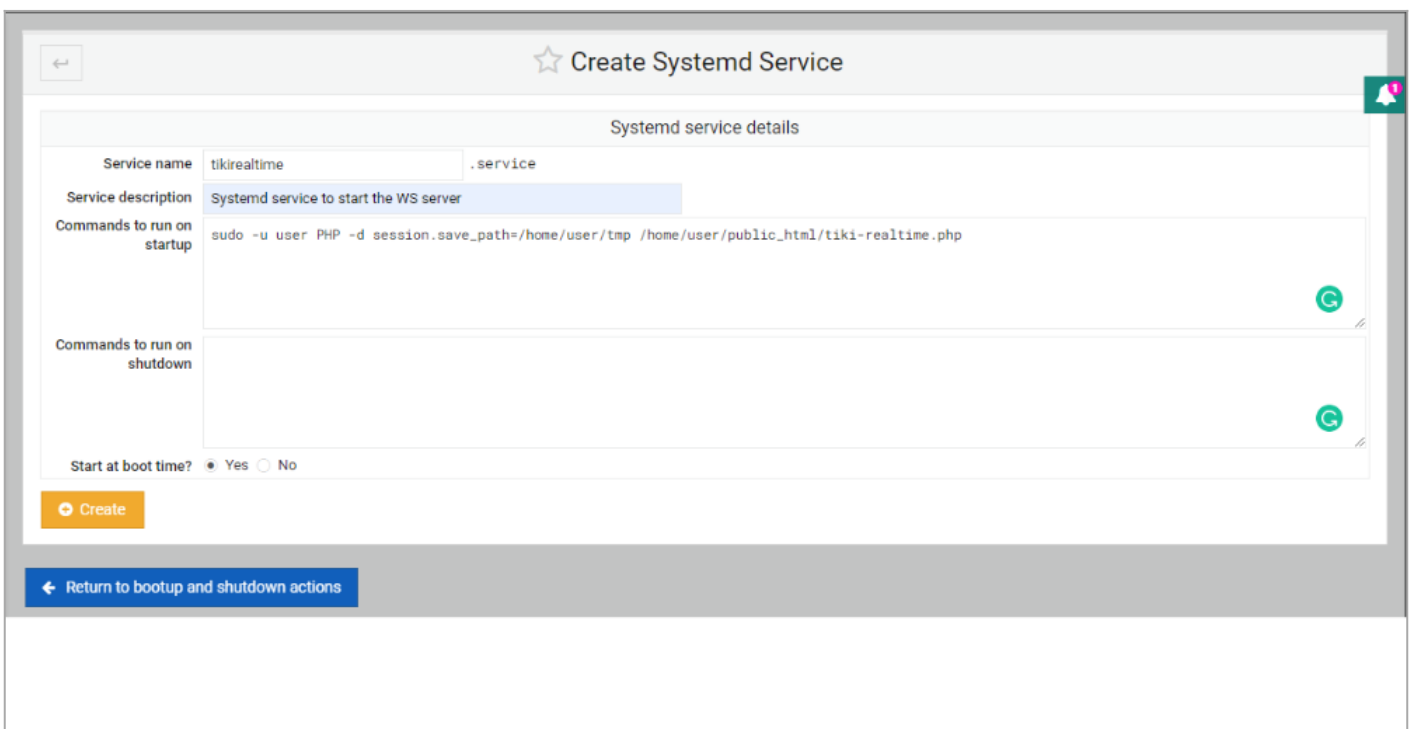 Create Systemd Service
1
Systemd service details
Service name tikirealtime .service
Service description Systemd service to start the WS server
Commands to run on
startup
sudo -u user PHP -d session.save_path=/home/user/tmp /home/user/public_html/tiki-realtime.php
Commands to run on
shutdown
Start at boot time? Yes No
Create
Return to bootup and shutdown actions